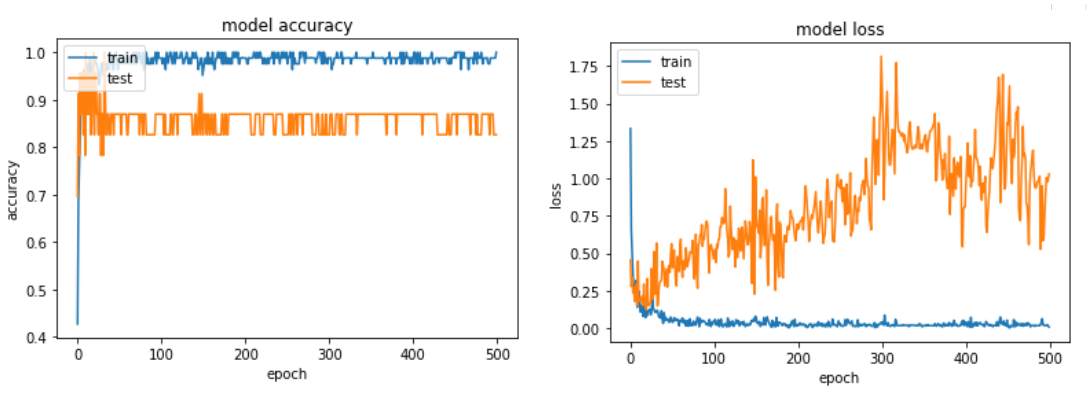 model accuracy
train
test
1.0
0.9
0.8
0.7
0.6
0.5
0.4
accuracy
0 100 200 300 400 500
epoch
model loss
train
test
1.75
1.50
1.25
1.00
0.75
0.50
0.25
0.00
loss
0 100 200 300 400 500
epoch